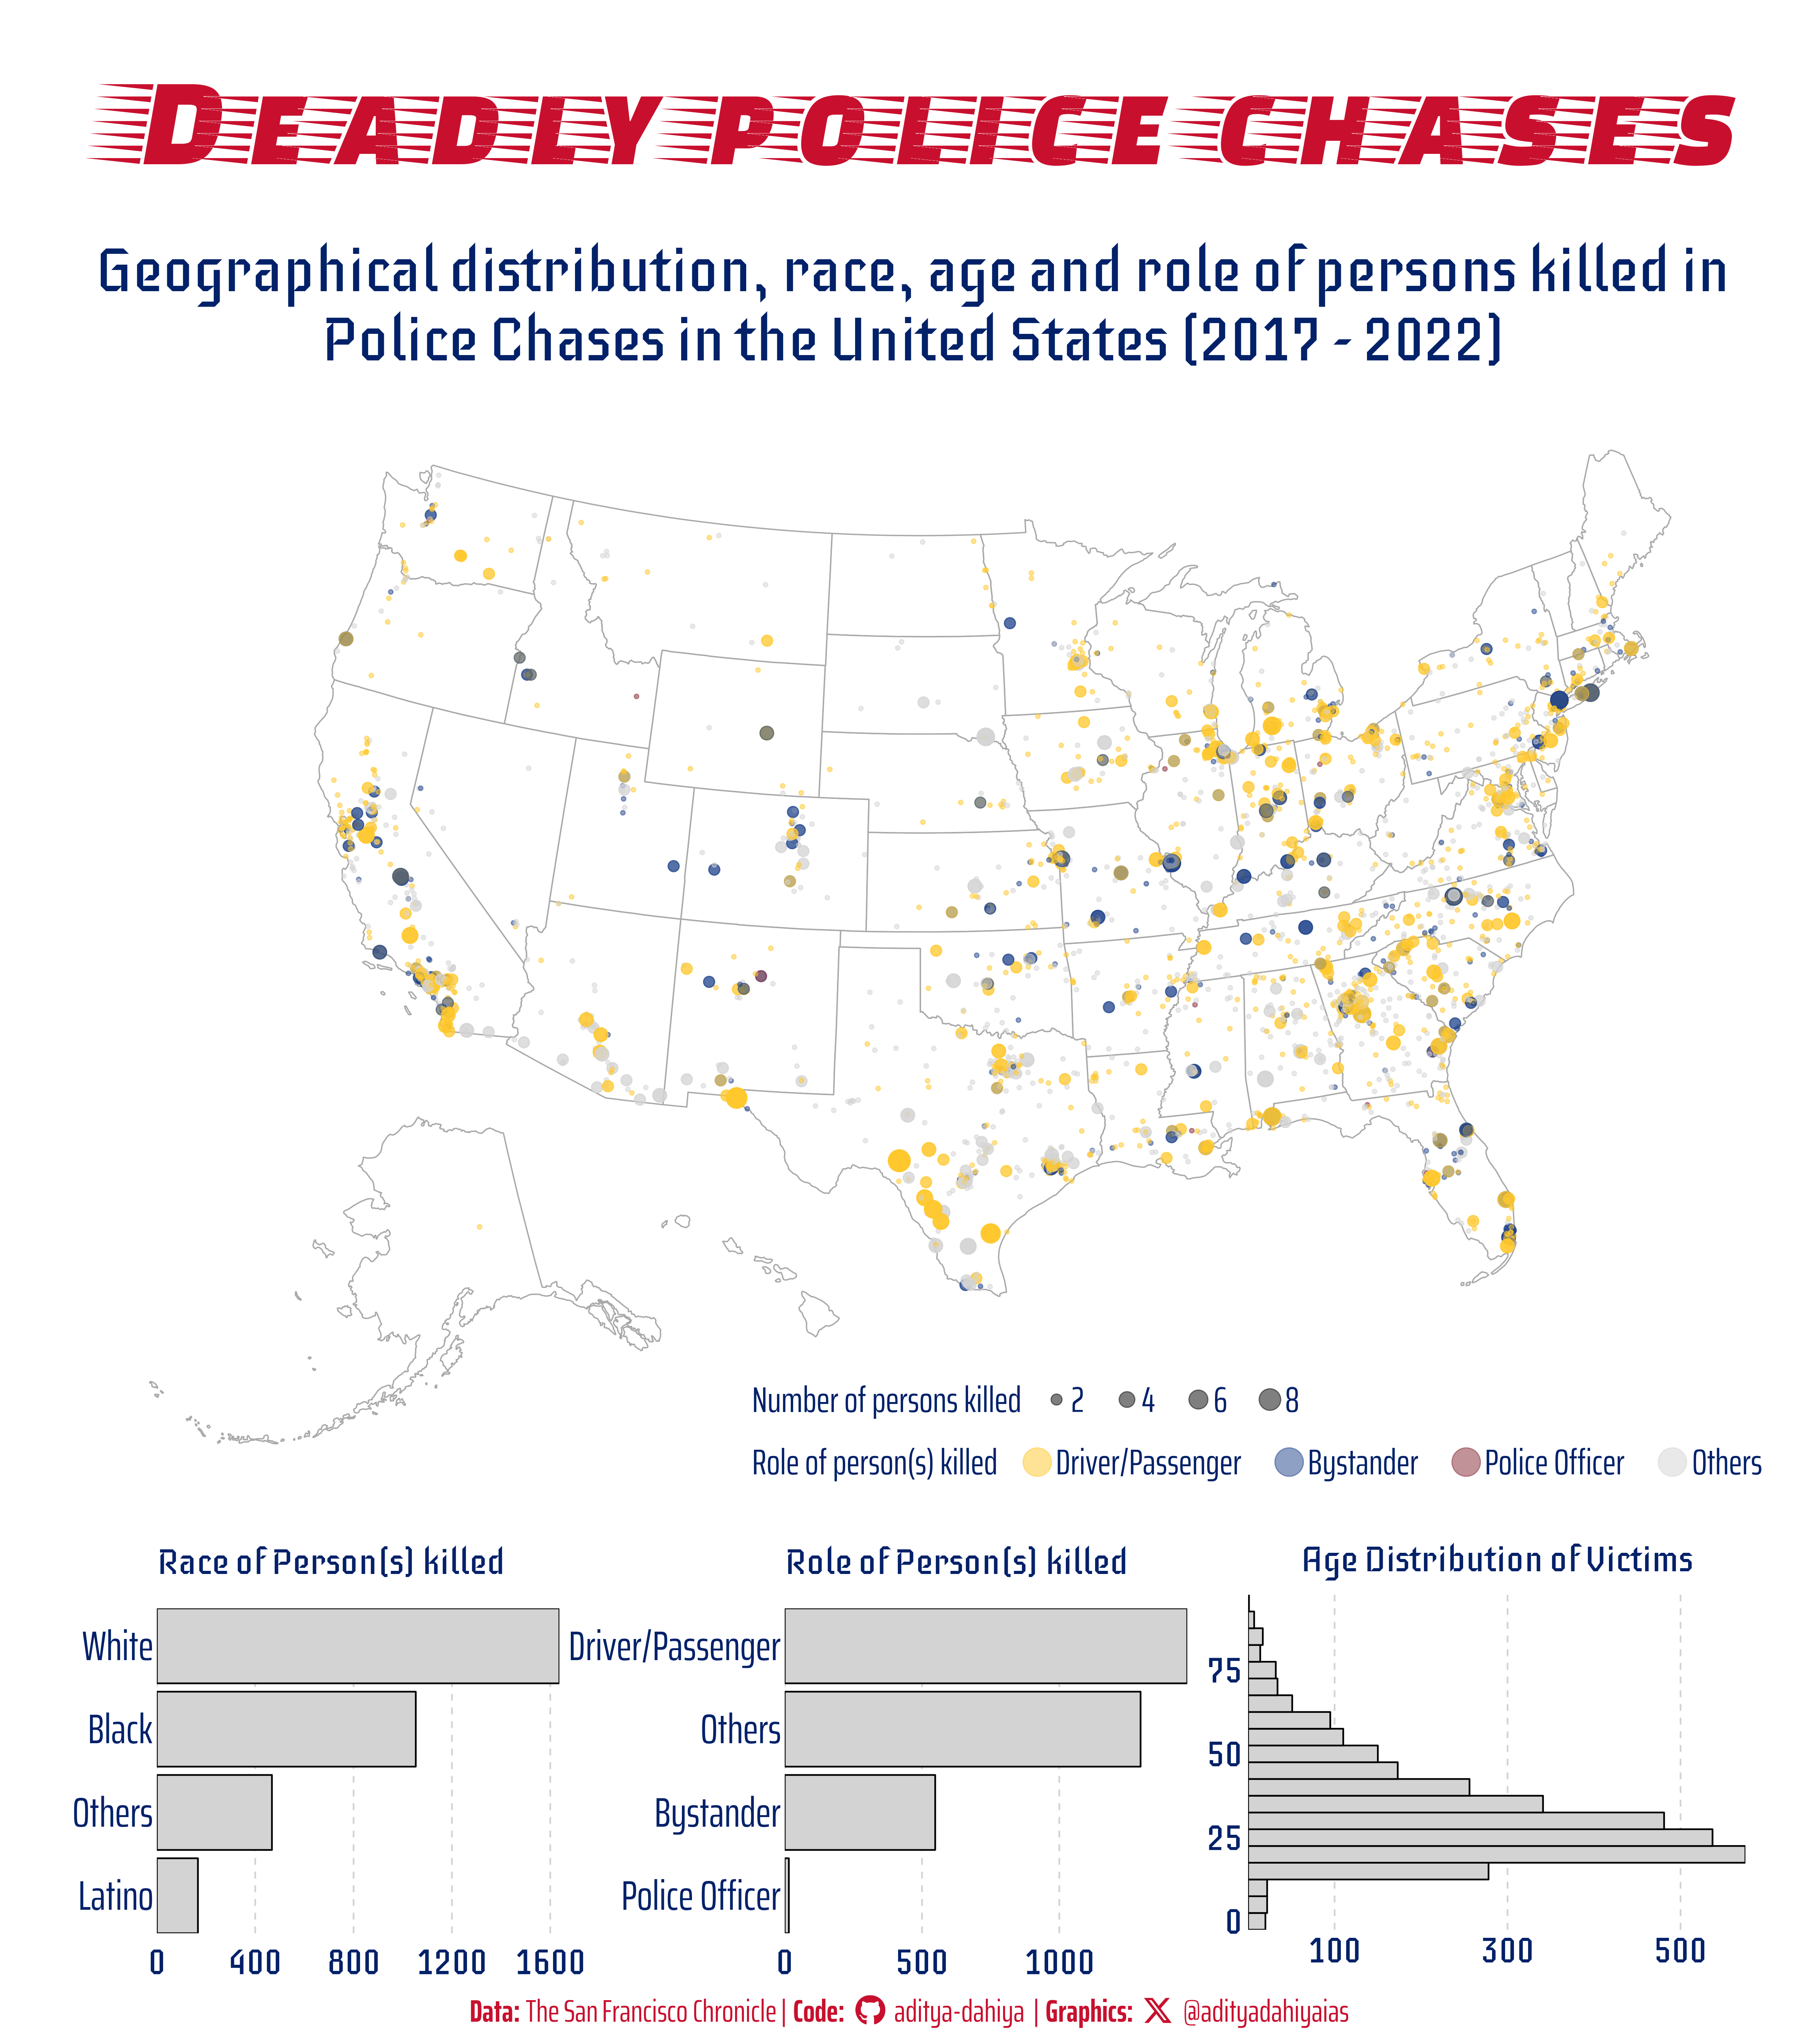 DEADLY POLICE CHASES
Geographical distribution, race, age and role of persons killed in
Police Chases in the United States (2017 - 2022)
Number of persons killed 2 4 6 8
Role of person(s) killed Driver/Passenger Bystander Police Officer Others
Race of Person(s) killed
White
Black
Others
Latino
0 400 800 1200 1600
Role of Person(s) killed
Driver/Passenger
Others
Bystander
Police Officer
0 500 1000
Age Distribution of Victims
75
50
25
0
100 300 500
Data: The San Francisco Chronicle | Code: aditya-dahiya | Graphics: X @adityadahiyaias